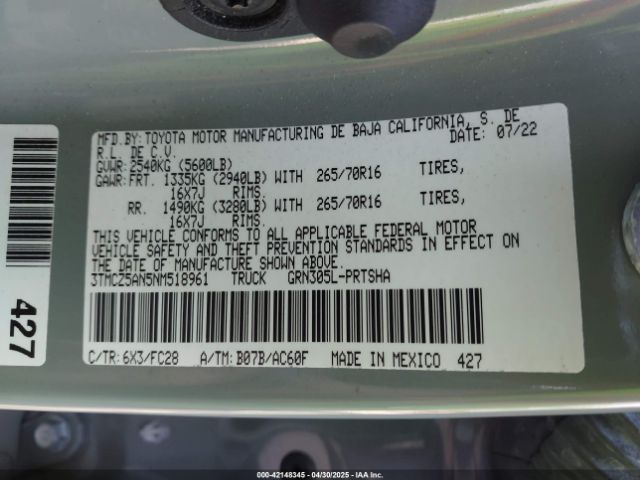 MFD.BY: TOYOTA MOTOR MANUFACTURING DE BAJA CALIFORNIA, S. DE
R.L. DE C.V. DATE: 07/22
GVWR: 2540KG (5600LB)
GAWR: FRT. 1335KG (2940LB) WITH 265/70R16 TIRES,
16X7J RIMS.
RR. 1490KG (3280LB) WITH 265/70R16 TIRES,
16X7J RIMS.
THIS VEHICLE CONFORMS TO ALL APPLICABLE FEDERAL MOTOR
VEHICLE SAFETY AND THEFT PREVENTION STANDARDS IN EFFECT ON
THE DATE OF MANUFACTURE SHOWN ABOVE
3TMCZ5AN5NM518961 TRUCK GRN305L-PRTSHA
C/TR: 6X3/FC28 A/TM: B07B/AC60F MADE IN MEXICO 427
427
000-42148345 - 04/30/2025 - IAAI.COM